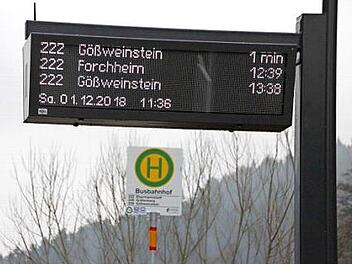 222 Gößweinstein 1 min
222 Forchheim 12:39
222 Gößweinstein 13:38
Sa. 01.12.2018 11:36
H
Busbahnhof